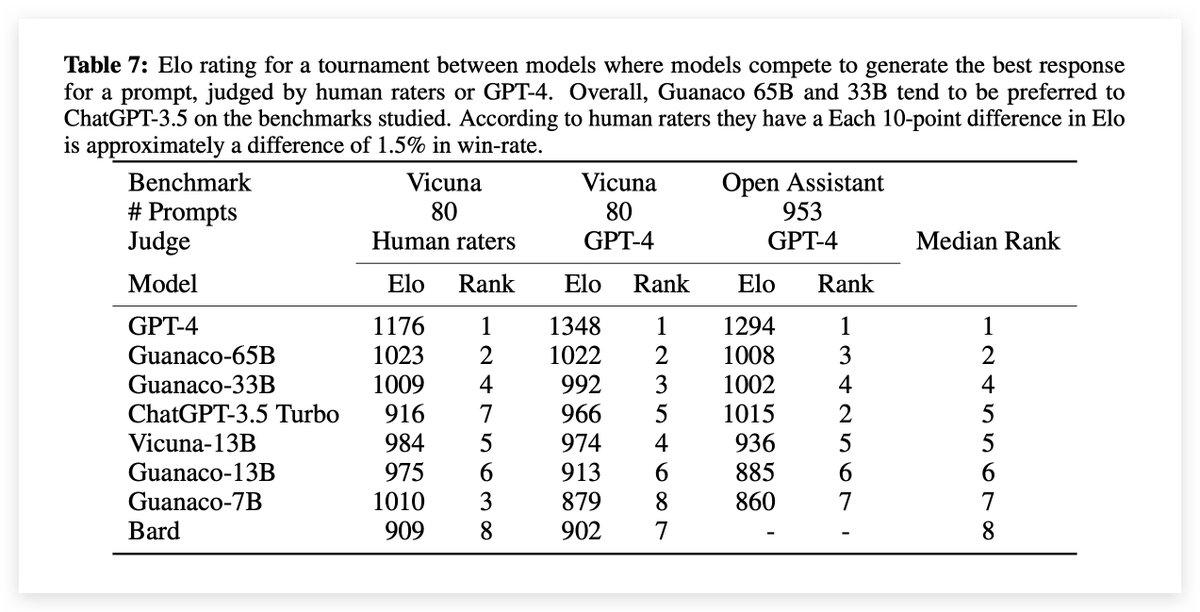 Table 7: Elo rating for a tournament between models where models compete to generate the best response
for a prompt, judged by human raters or GPT-4. Overall, Guanaco 65B and 33B tend to be preferred to
ChatGPT-3.5 on the benchmarks studied. According to human raters they have a Each 10-point difference in Elo
is approximately a difference of 1.5% in win-rate.
Benchmark Vicuna Vicuna Open Assistant
# Prompts 80 80 953
Judge Human raters GPT-4 GPT-4 Median Rank
Model Elo Rank Elo Rank Elo Rank
GPT-4 1176 1 1348 1 1294 1 1
Guanaco-65B 1023 2 1022 2 1008 3 2
Guanaco-33B 1009 4 992 3 1002 4 4
ChatGPT-3.5 Turbo 916 7 966 5 1015 2 5
Vicuna-13B 984 5 974 4 936 5 5
Guanaco-13B 975 6 913 6 885 6 6
Guanaco-7B 1010 3 879 8 860 7 7
Bard 909 8 902 7 - - 8